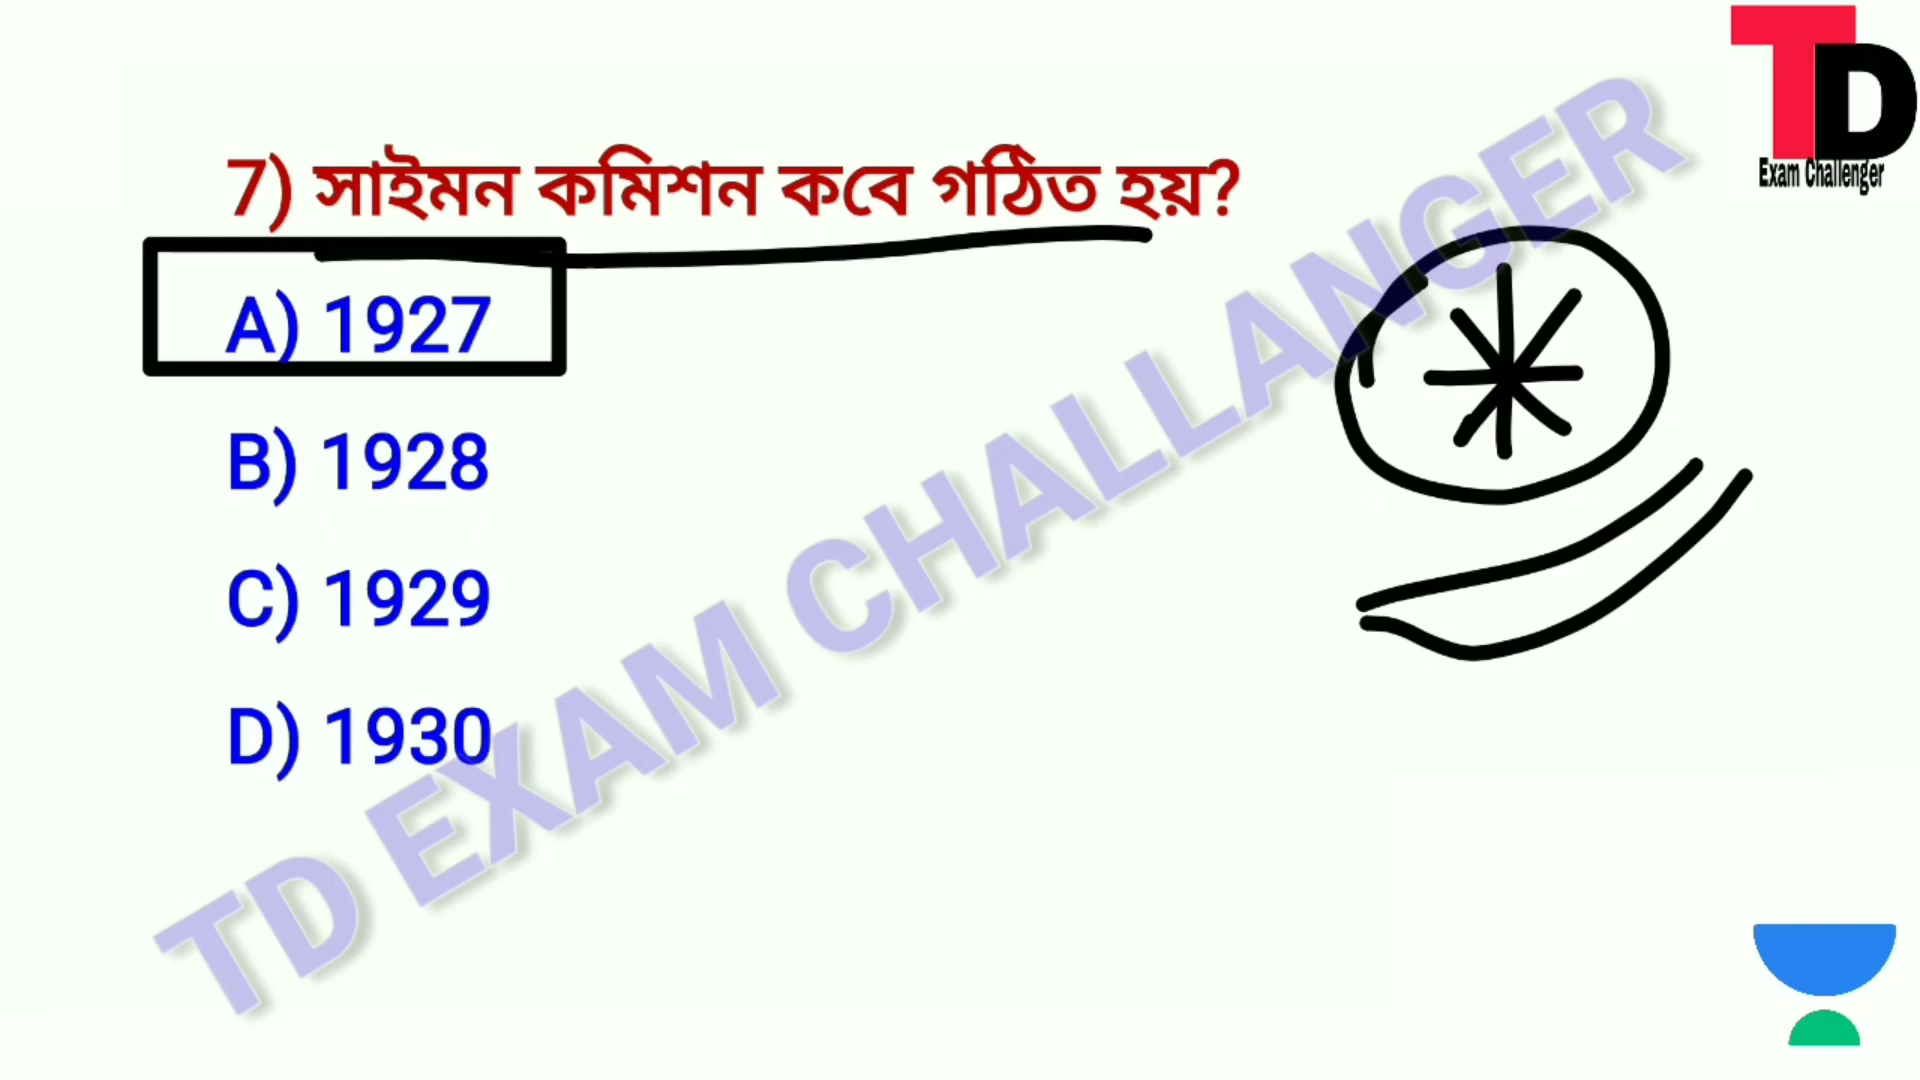 TD
Exam Challenger
7) সাইমন কমিশন কবে গঠিত হয়?
A) 1927
B) 1928
C) 1929
D) 1930
TD EXAM CHALLANGER